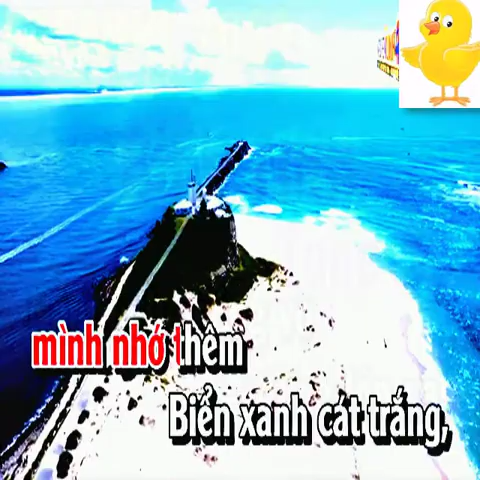 mình nhớ thêm
Biển xanh cát trắng,